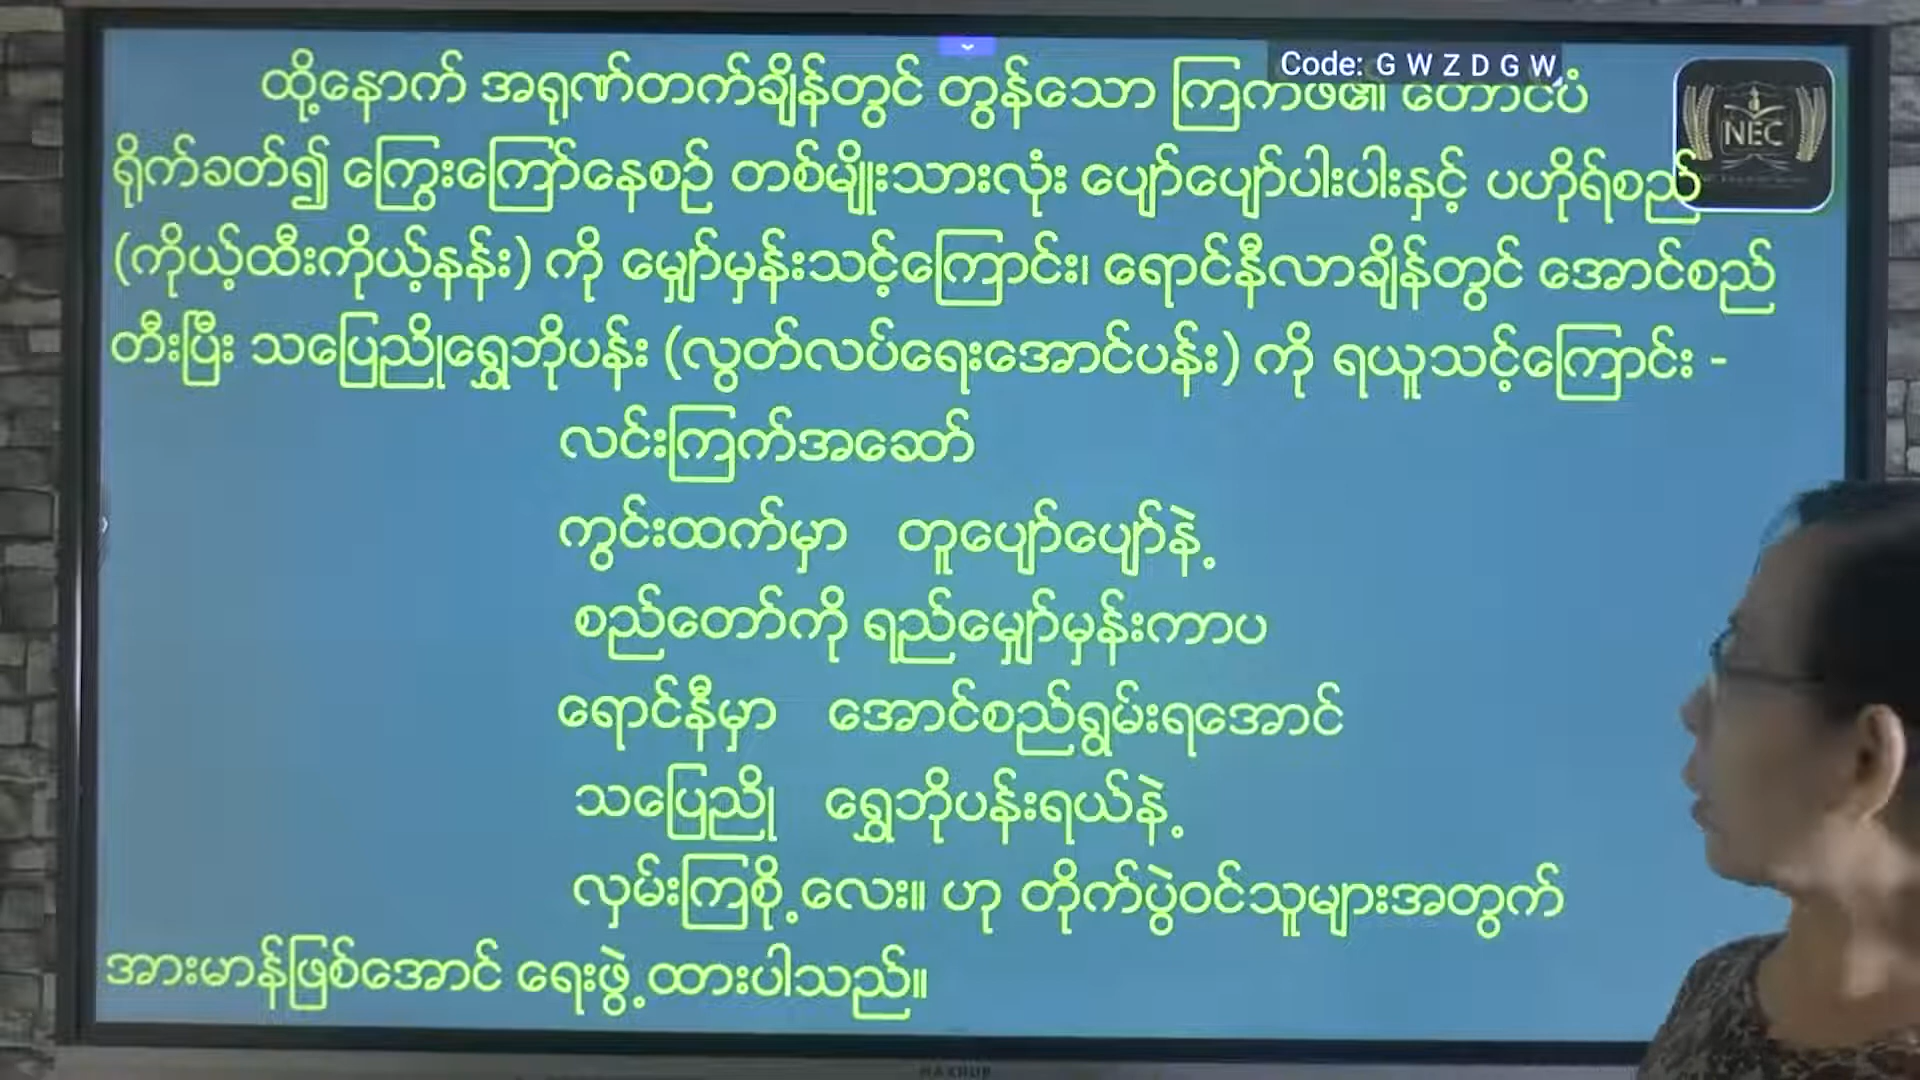 Code: G W Z D G W
ထို့နောက် အရုဏ်တက်ချိန်တွင် တွန်သော ကြက်ဖ၏ တောင်ပံ
NEC
ရိုက်ခတ်၍ ကြွေးကြော်နေစဉ် တစ်မျိုးသားလုံး ပျော်ပျော်ပါးပါးနှင့် ပဟိုရ်စည်
(ကိုယ့်ထီးကိုယ့်နန်း) ကို မျှော်မှန်းသင့်ကြောင်း၊ ရောင်နီလာချိန်တွင် အောင်စည်
တီးပြီး သပြေညိုရွှေဘိုပန်း (လွတ်လပ်ရေးအောင်ပန်း) ကို ရယူသင့်ကြောင်း -
လင်းကြက်အဆော်
ကွင်းထက်မှာ တူပျော်ပျော်နဲ့
စည်တော်ကို ရည်မျှော်မှန်းကာပ
ရောင်နီမှာ အောင်စည်ရွမ်းရအောင်
သပြေညို ရွှေဘိုပန်းရယ်နဲ့
လှမ်းကြစို့လေး။ ဟု တိုက်ပွဲဝင်သူများအတွက်
အားမာန်ဖြစ်အောင် ရေးဖွဲ့ထားပါသည်။